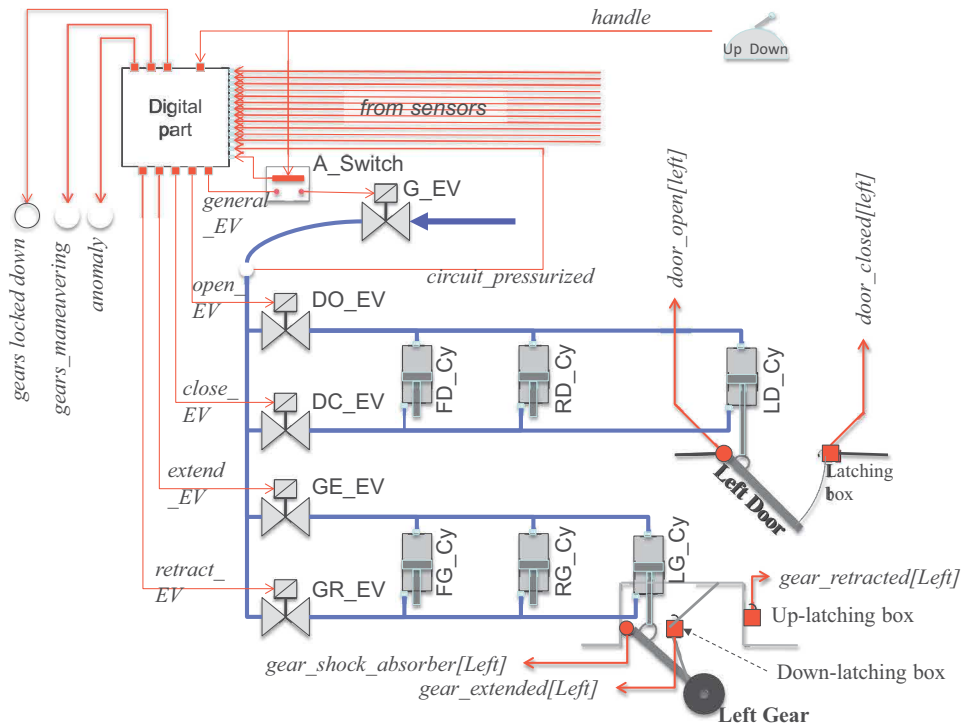 handle
Up Down
Digital
part
from sensors
A_Switch
G_EV
general
_EV
gears locked down
gears_maneuvering
anomaly
circuit_pressurized
door_open[left]
door_closed[left]
open_
EV
DO_EV
FD_Cy
RD_Cy
LD_Cy
close_
EV
DC_EV
Left Door
Latching
box
extend
_EV
GE_EV
FG_Cy
RG_Cy
LG_Cy
retract_
EV
GR_EV
gear_retracted[Left]
Up-latching box
gear_shock_absorber[Left]
Down-latching box
gear_extended[Left]
Left Gear